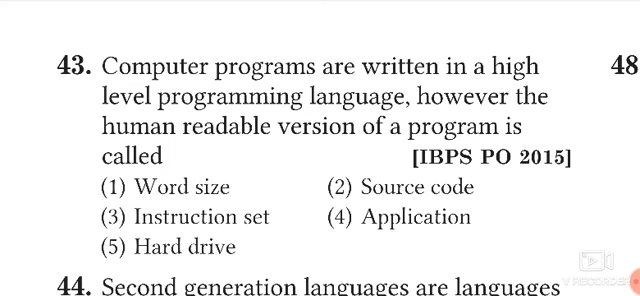 43. Computer programs are written in a high 48
level programming language, however the
human readable version of a program is
called [IBPS PO 2015]
(1) Word size (2) Source code
(3) Instruction set (4) Application
(5) Hard drive
V RECORDER
44. Second generation languages are languages